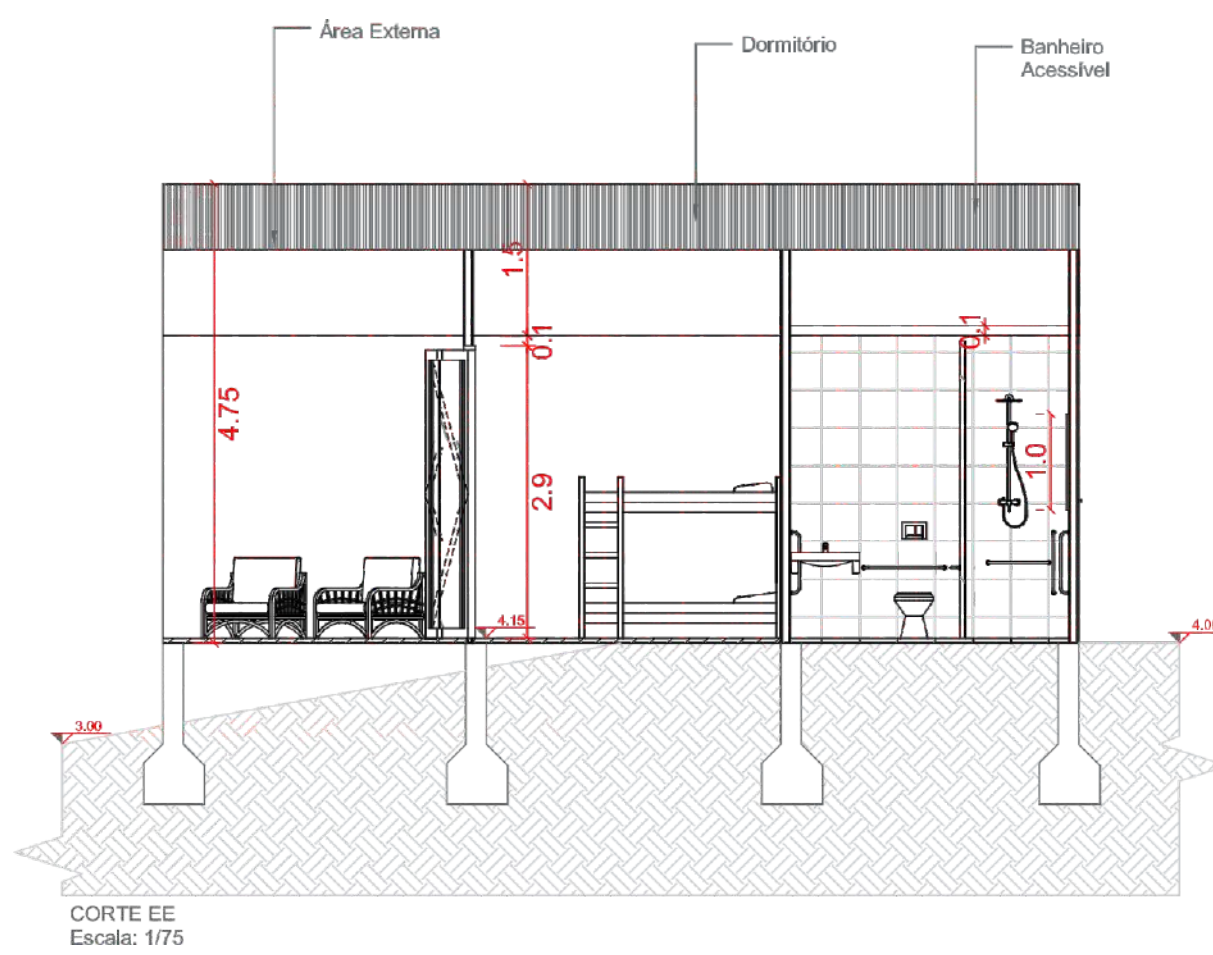 Área Externa
Dormitório
Banheiro
Acessível
1.5
0.1
0.1
4.75
1.0
2.9
4.15
4.00
3.00
CORTE EE
Escala: 1/75